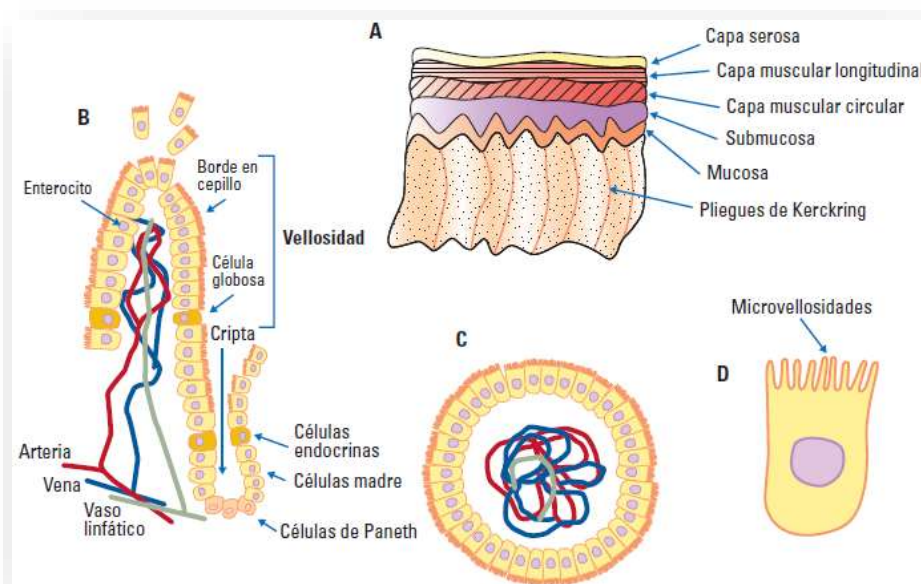 A
Capa serosa
Capa muscular longitudinal
Capa muscular circular
Submucosa
Mucosa
Pliegues de Kerckring
B
Enterocito
Borde en
cepillo
Vellosidad
Célula
globosa
Cripta
Células
endocrinas
Células madre
Células de Paneth
Arteria
Vena
Vaso
linfático
C
Microvellosidades
D